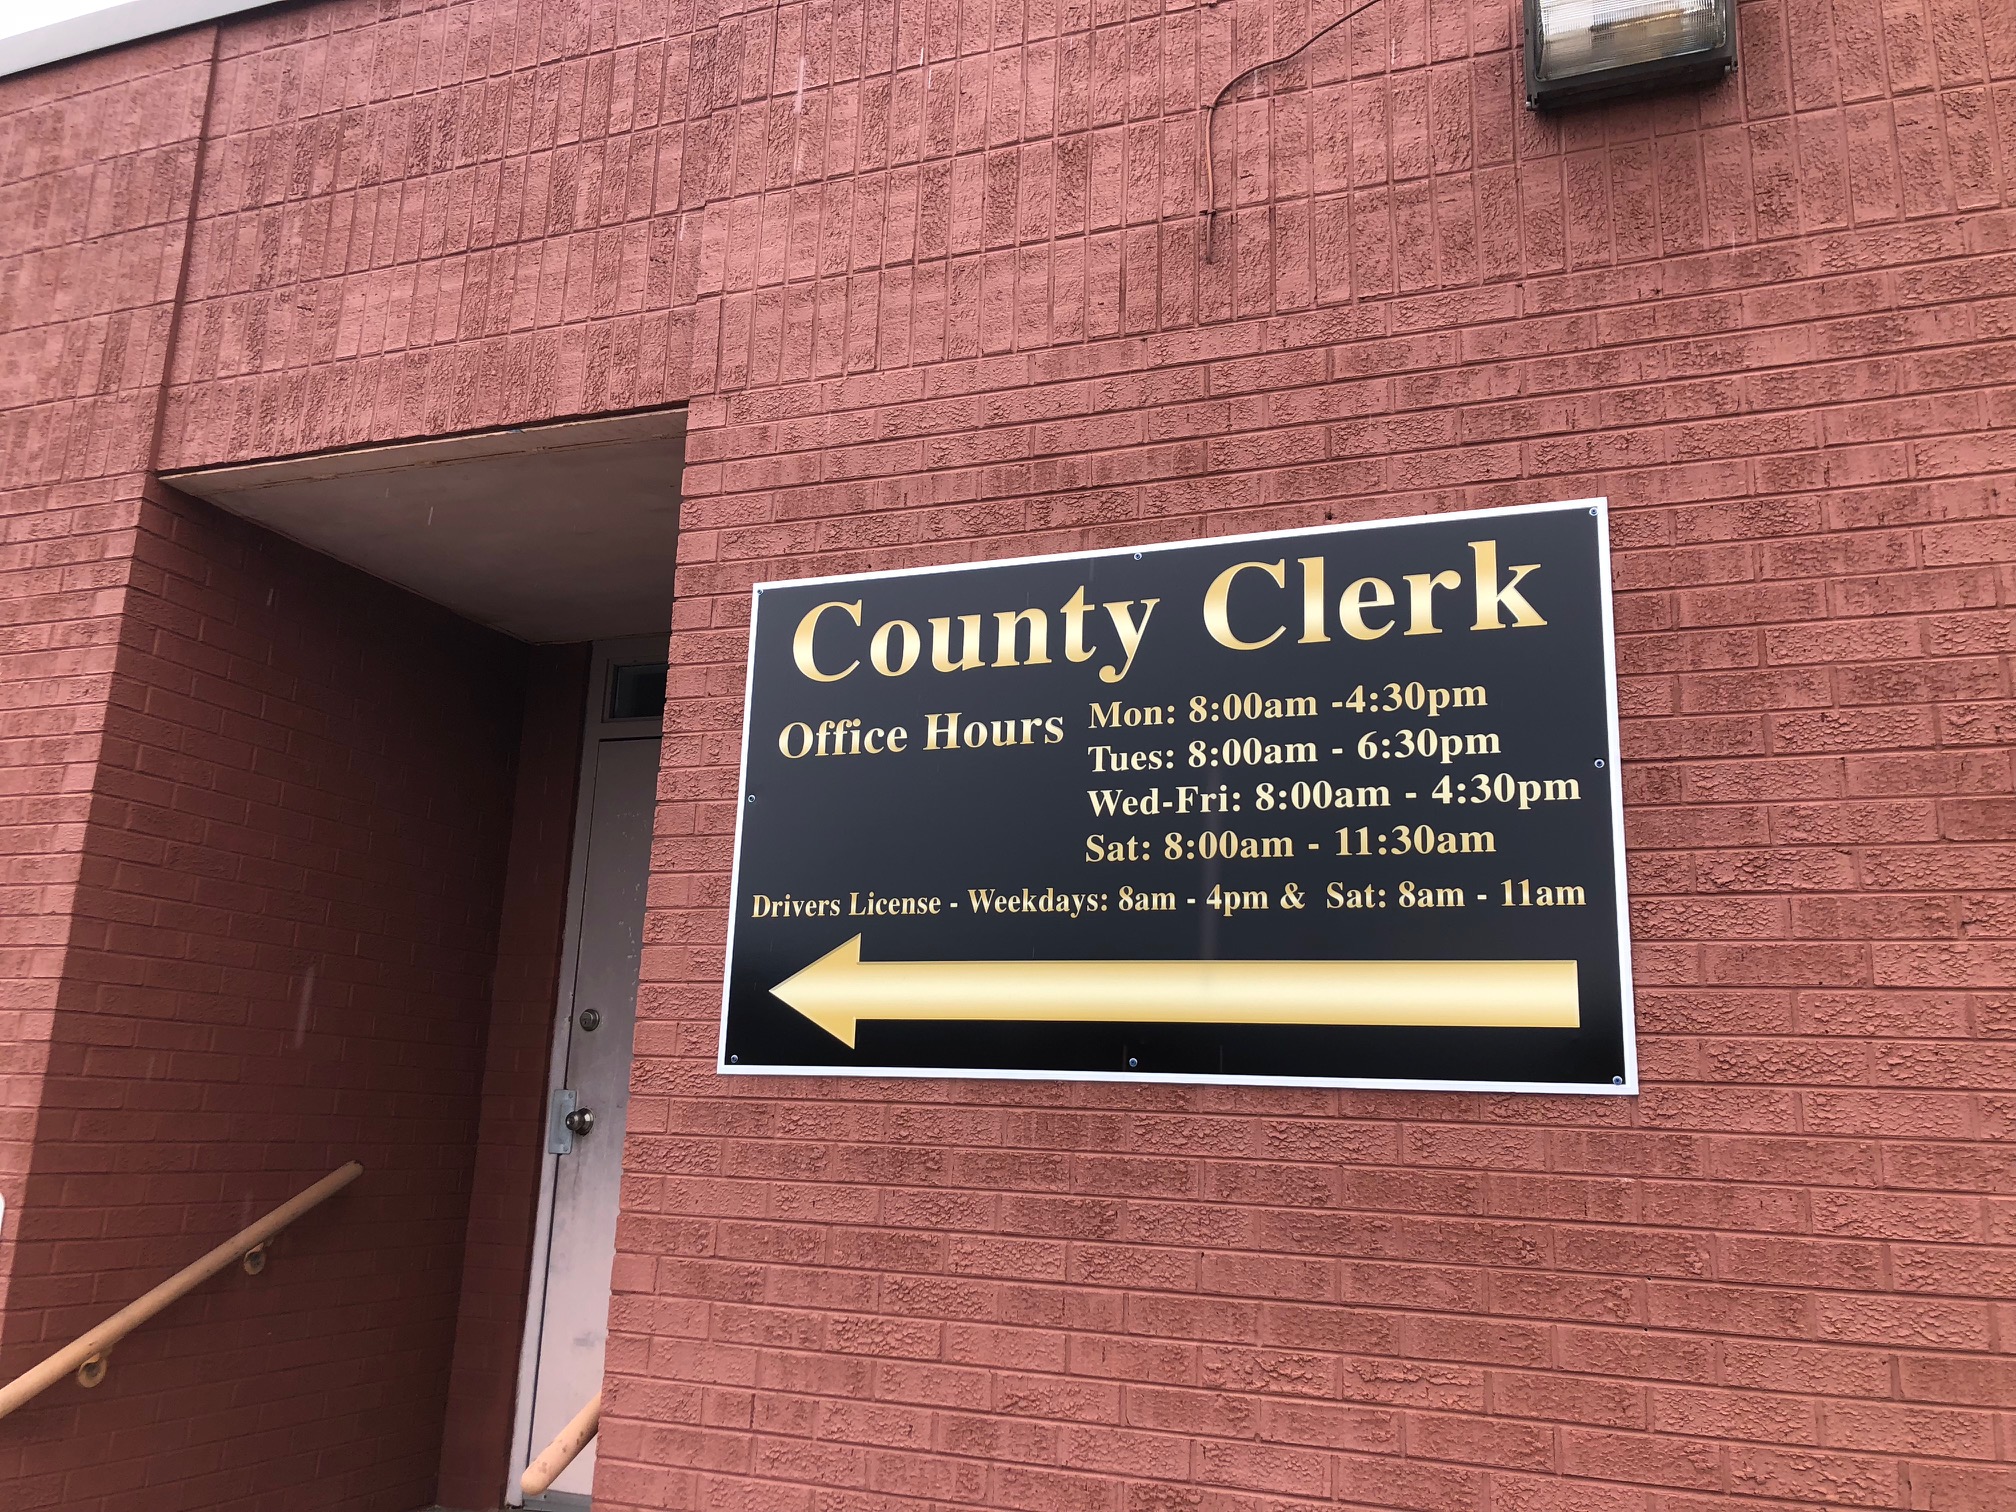 County Clerk
Office Hours
Mon: 8:00am -4:30pm
Tues: 8:00am - 6:30pm
Wed-Fri: 8:00am - 4:30pm
Sat: 8:00am - 11:30am
Drivers License - Weekdays: 8am - 4pm & Sat: 8am - 11am